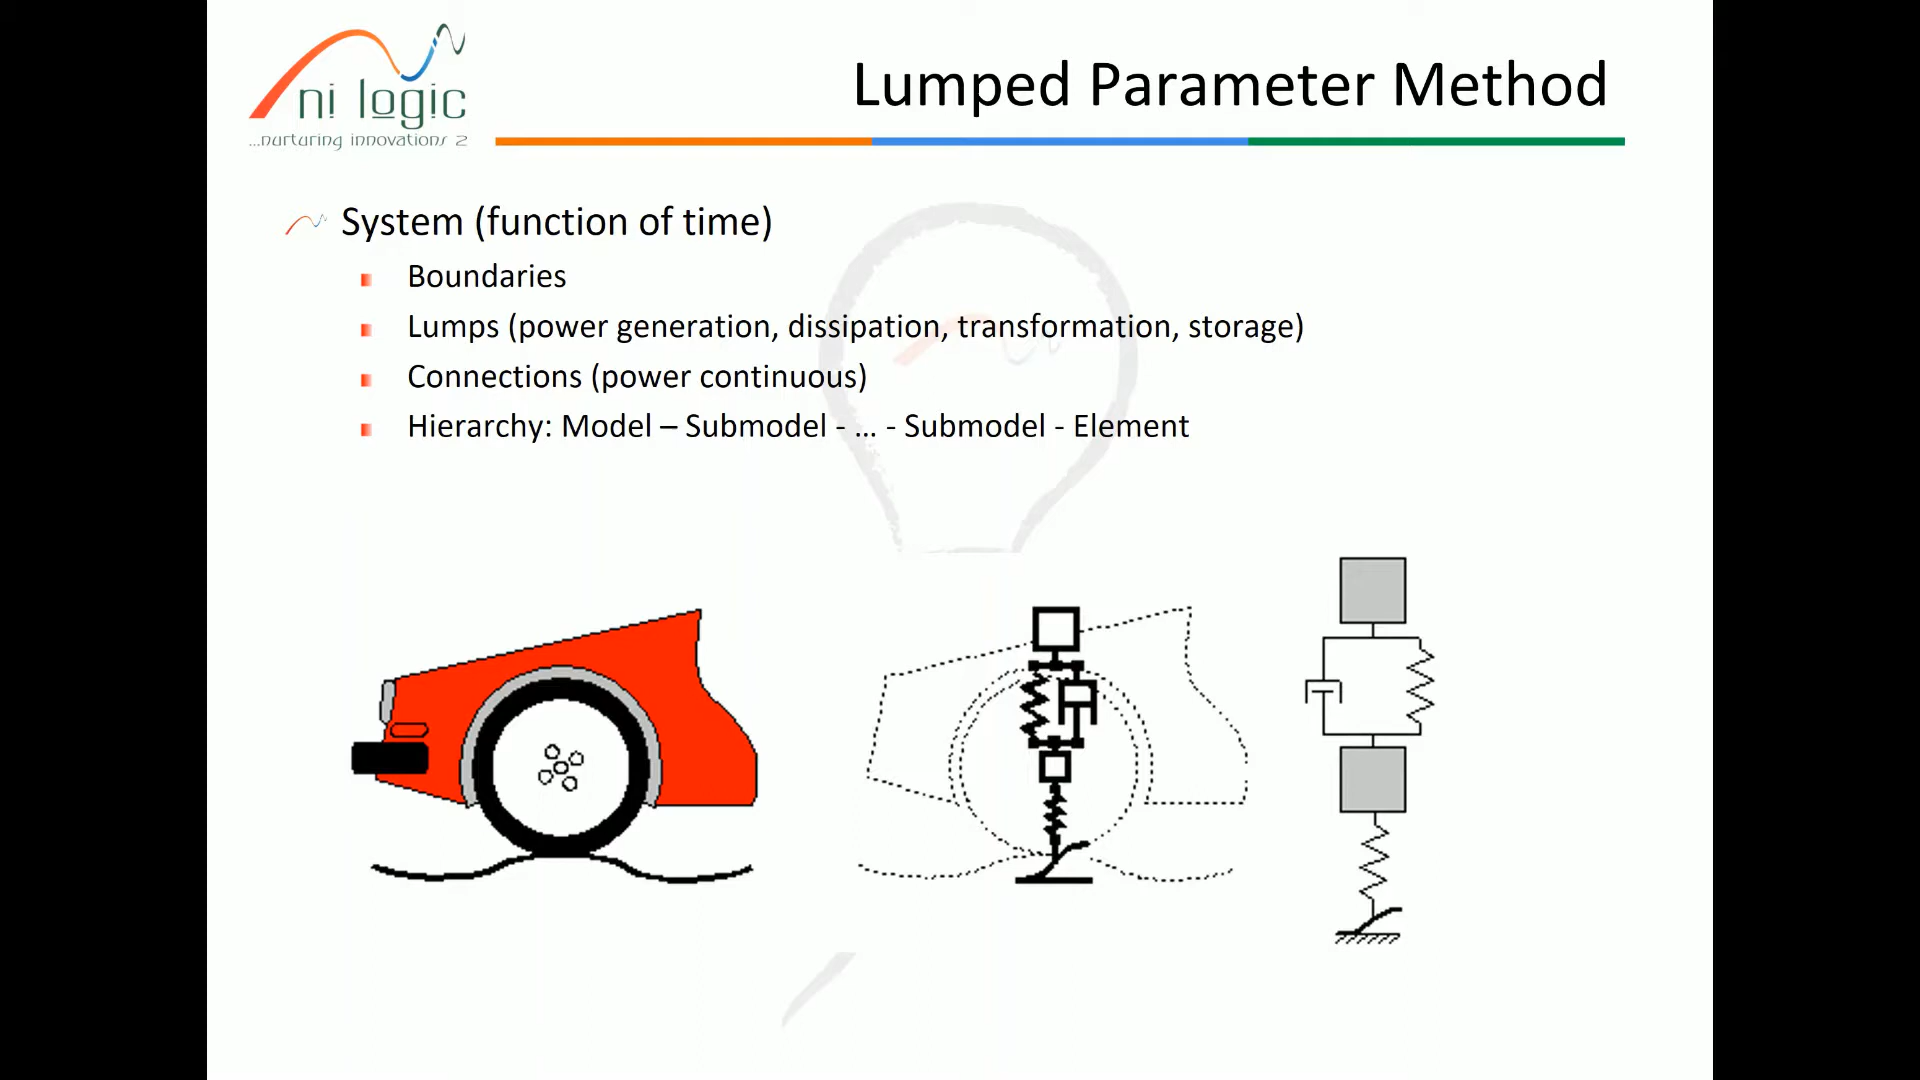 Lumped Parameter Method
ni logic
...nurturing innovations 2
System (function of time)
Boundaries
Lumps (power generation, dissipation, transformation, storage)
Connections (power continuous)
Hierarchy: Model – Submodel - … - Submodel - Element